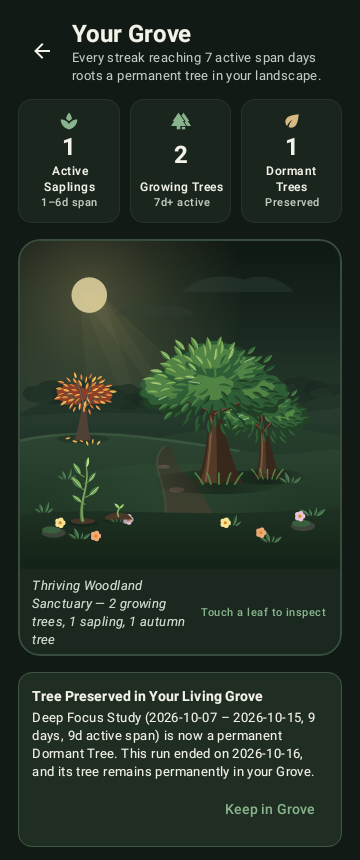 Your Grove
Every streak reaching 7 active span days
roots a permanent tree in your landscape.
1
Active
Saplings
1–6d span
2
Growing Trees
7d+ active
1
Dormant
Trees
Preserved
Thriving Woodland
Sanctuary — 2 growing
trees, 1 sapling, 1 autumn
tree
Touch a leaf to inspect
Tree Preserved in Your Living Grove
Deep Focus Study (2026-10-07 – 2026-10-15, 9
days, 9d active span) is now a permanent
Dormant Tree. This run ended on 2026-10-16,
and its tree remains permanently in your Grove.
Keep in Grove